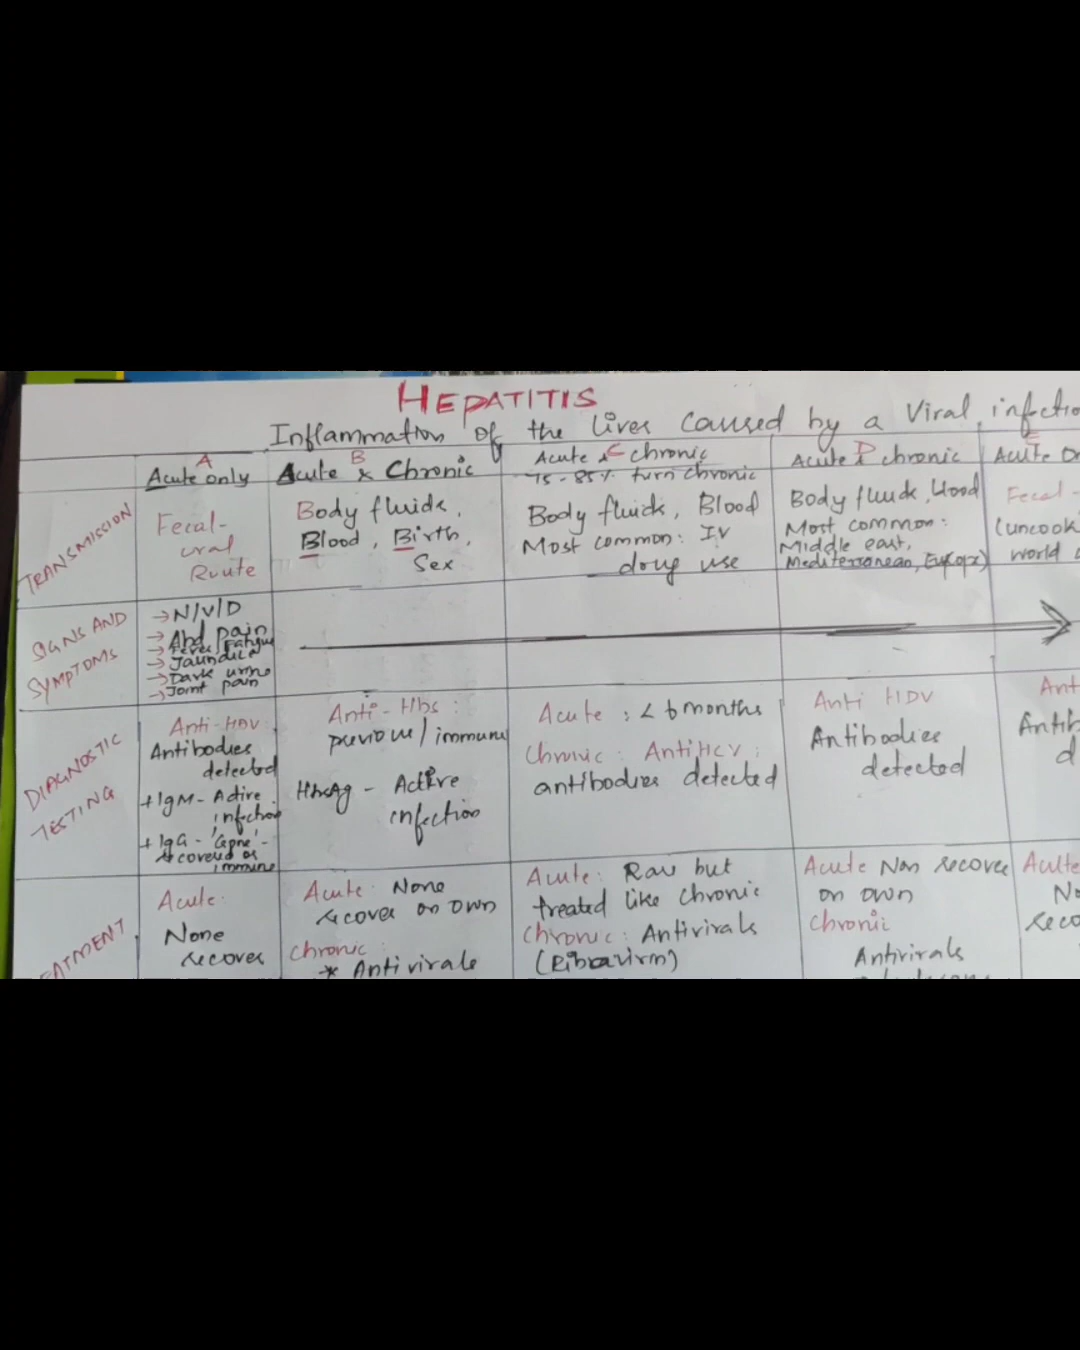 HEPATITIS
Inflammation of the liver caused by a Viral infectio
A
Acute only
B
Acute & Chronic
C
Acute & chronic
75-85% turn chronic
D
Acute & chronic
E
Acute on
TRANSMISSION
Fecal-
oral
Route
Body fluids,
Blood, Birth,
Sex
Body fluids, Blood
Most common: IV
drug use
Body fluids, blood
Most common:
Middle east,
Mediterranean, Europe)
Fecal-
(uncook
world
SIGNS AND
SYMPTOMS
→N/V/D
→Abd pain
→Fever/Fatigue
→Jaundice
→Dark urine
→Joint pain
DIAGNOSTIC
TESTING
Anti-HAV
Antibodies
detected
+IgM-Active
infection
+IgG-'Gone'-
recovered or
immune
Anti-Hbs:
previous/immune
HbsAg - Active
infection
Acute: < 6 months
Chronic: AntiHCV:
antibodies detected
Anti HDV
Antibodies
detected
Ant
Antib
d
EATMENT
Acute:
None
recover
Acute: None
recover on own
Chronic:
* Antivirals
Acute: Rare but
treated like chronic
Chronic: Antivirals
(Ribavirin)
Acute Non recover
on own
Chronic
Antivirals
Acute
No
reco